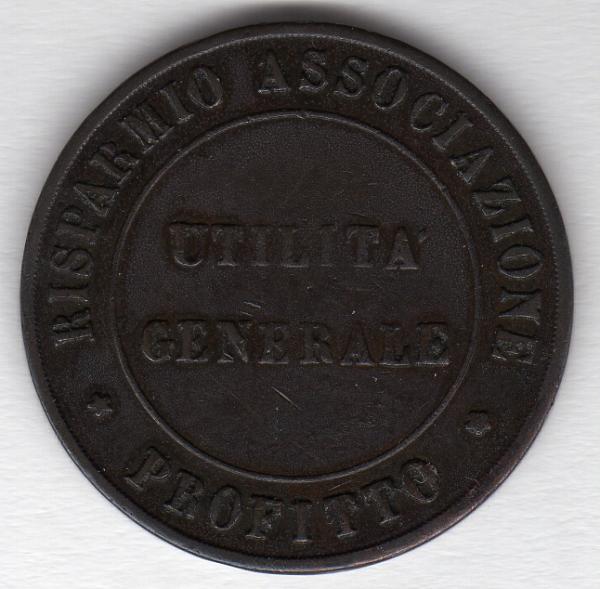 RISPARMIO ASSOCIAZIONE
UTILITA'
GENERALE
* PROFITTO *